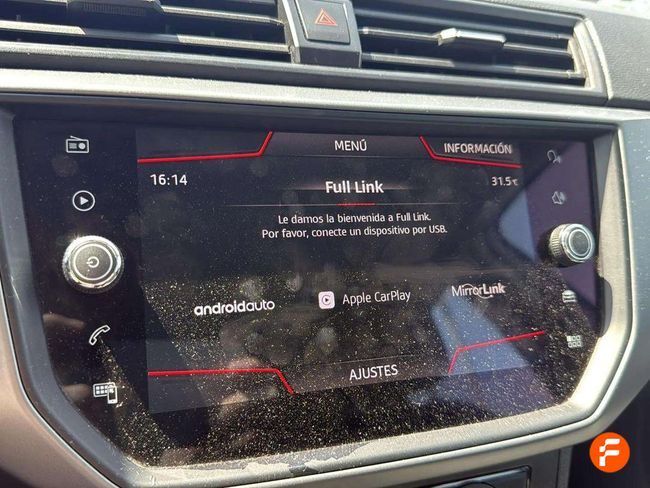 MENÚ
INFORMACIÓN
16:14
Full Link
31.5°C
Le damos la bienvenida a Full Link.
Por favor, conecte un dispositivo por USB.
androidauto
Apple CarPlay
MirrorLink
AJUSTES